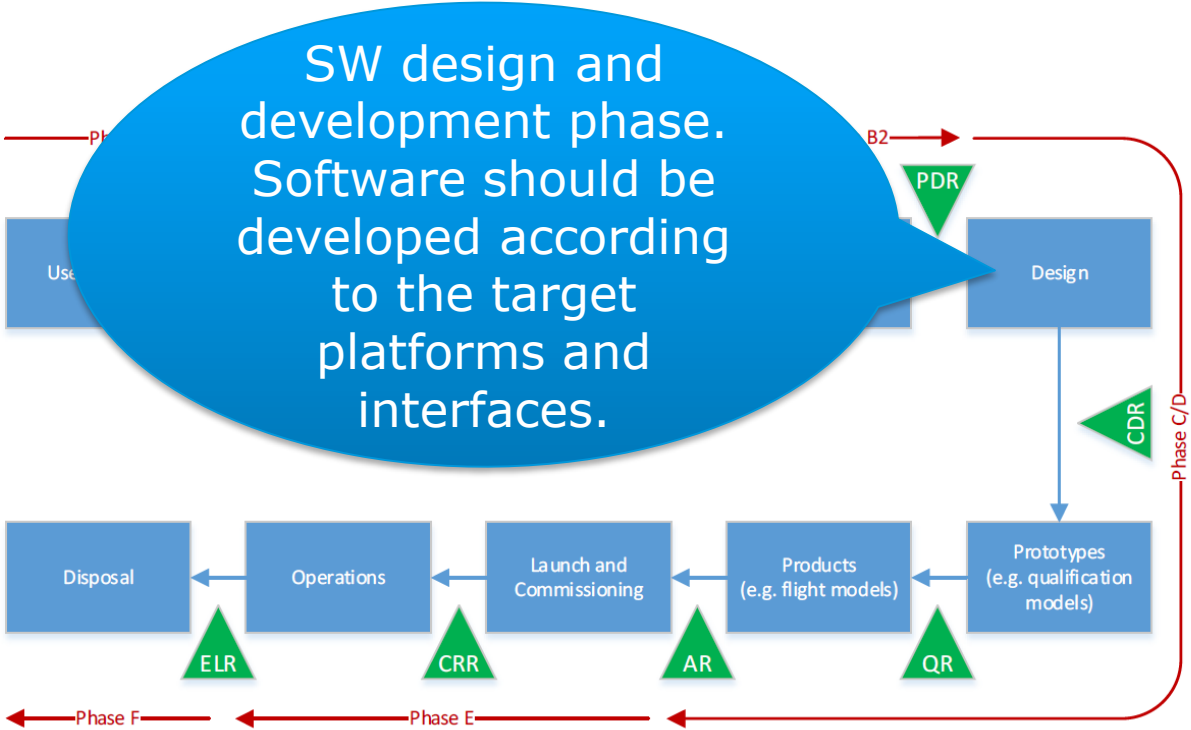 SW design and
development phase.
Software should be
developed according
to the target
platforms and
interfaces.
Ph
B2
PDR
Use
Design
CDR
Phase C/D
Disposal
Operations
Launch and
Commissioning
Products
(e.g. flight models)
Prototypes
(e.g. qualification
models)
ELR
CRR
AR
QR
Phase F
Phase E